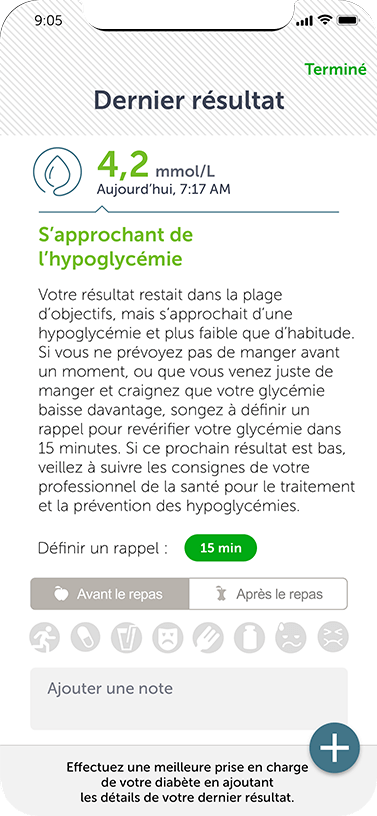 9:05
Terminé
Dernier résultat
4,2 mmol/L
Aujourd’hui, 7:17 AM
S’approchant de
l’hypoglycémie
Votre résultat restait dans la plage
d’objectifs, mais s’approchait d’une
hypoglycémie et plus faible que d’habitude.
Si vous ne prévoyez pas de manger avant
un moment, ou que vous venez juste de
manger et craignez que votre glycémie
baisse davantage, songez à définir un
rappel pour revérifier votre glycémie dans
15 minutes. Si ce prochain résultat est bas,
veillez à suivre les consignes de votre
professionnel de la santé pour le traitement
et la prévention des hypoglycémies.
Définir un rappel : 15 min
Avant le repas Après le repas
Ajouter une note
Effectuez une meilleure prise en charge
de votre diabète en ajoutant
les détails de votre dernier résultat.